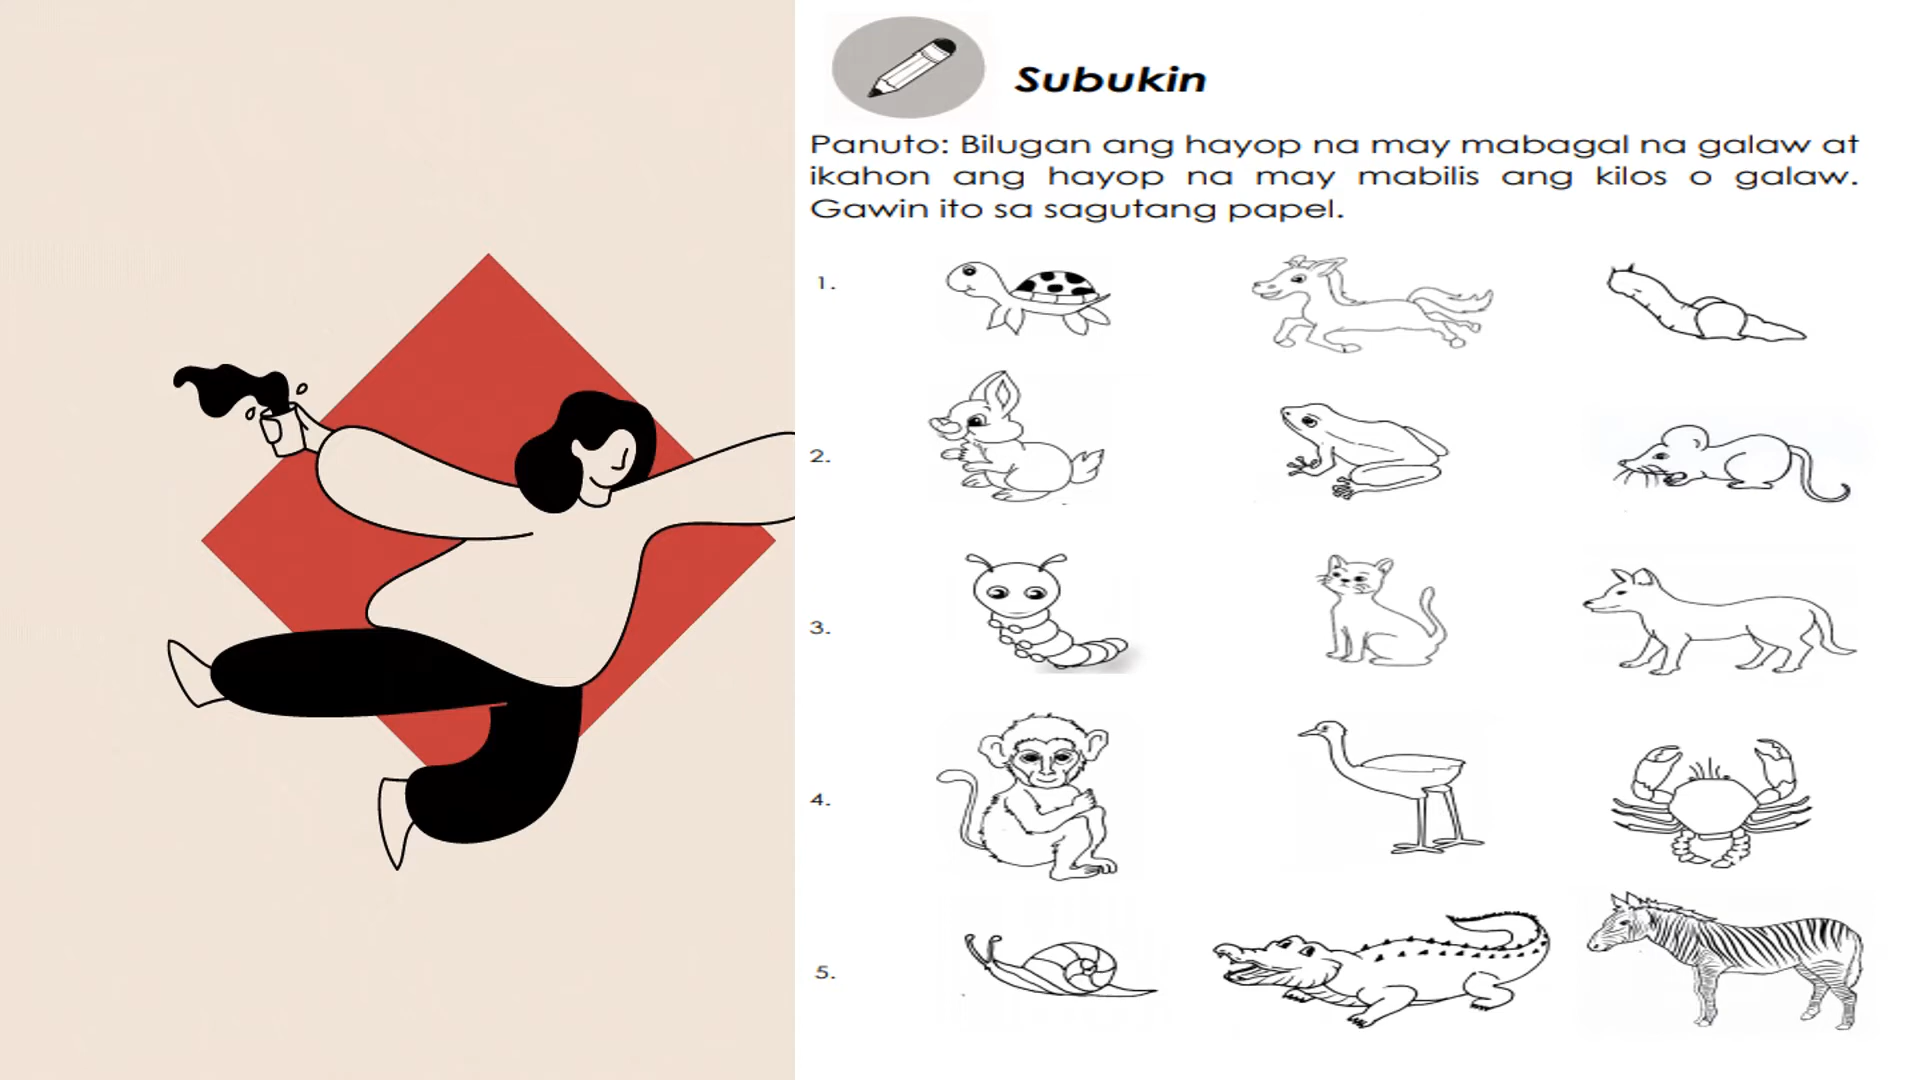 Subukin
Panuto: Bilugan ang hayop na may mabagal na galaw at
ikahon ang hayop na may mabilis ang kilos o galaw.
Gawin ito sa sagutang papel.
1.
2.
3.
4.
5.